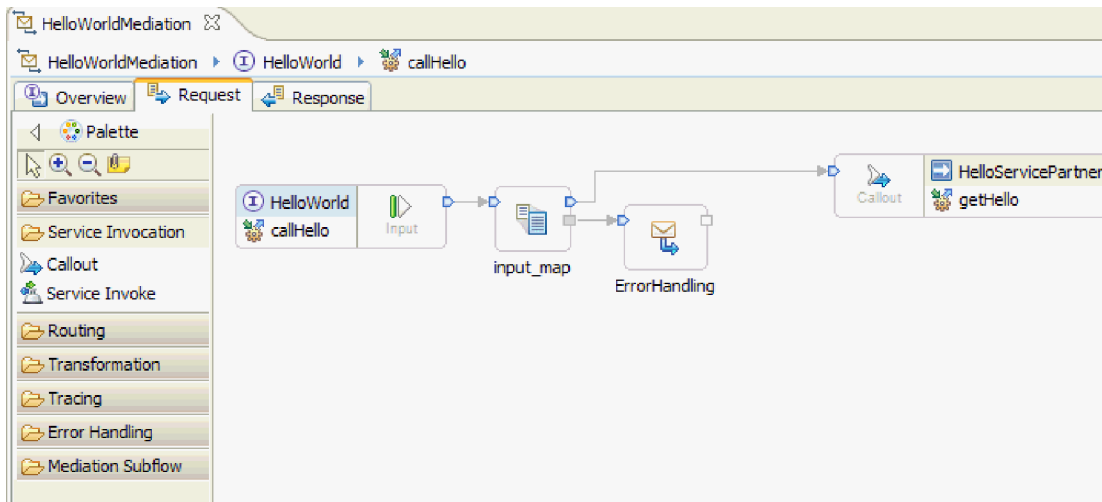 HelloWorldMediation
HelloWorldMediation HelloWorld callHello
Overview Request Response
Palette
Favorites
Service Invocation
Callout
Service Invoke
Routing
Transformation
Tracing
Error Handling
Mediation Subflow
HelloWorld
callHello
Input
input_map
ErrorHandling
Callout
HelloServicePartner
getHello